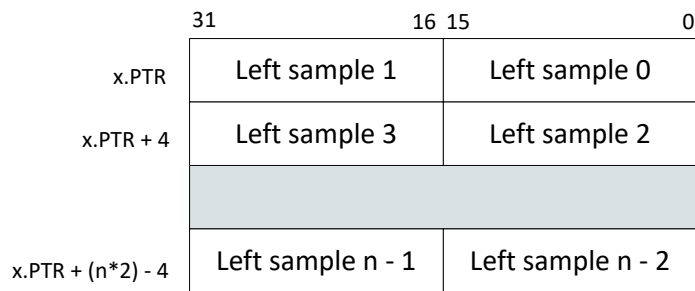 31 16 15 0
x.PTR Left sample 1 Left sample 0
x.PTR + 4 Left sample 3 Left sample 2
x.PTR + (n*2) - 4 Left sample n - 1 Left sample n - 2